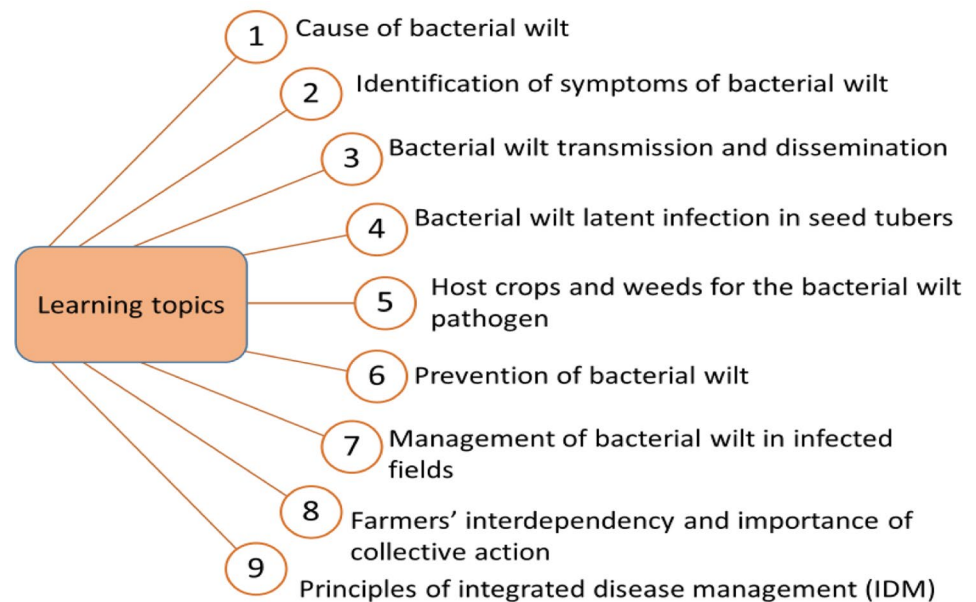 1 Cause of bacterial wilt
2 Identification of symptoms of bacterial wilt
3 Bacterial wilt transmission and dissemination
4 Bacterial wilt latent infection in seed tubers
Learning topics
5 Host crops and weeds for the bacterial wilt
pathogen
6 Prevention of bacterial wilt
7 Management of bacterial wilt in infected
fields
8 Farmers’ interdependency and importance of
collective action
9 Principles of integrated disease management (IDM)